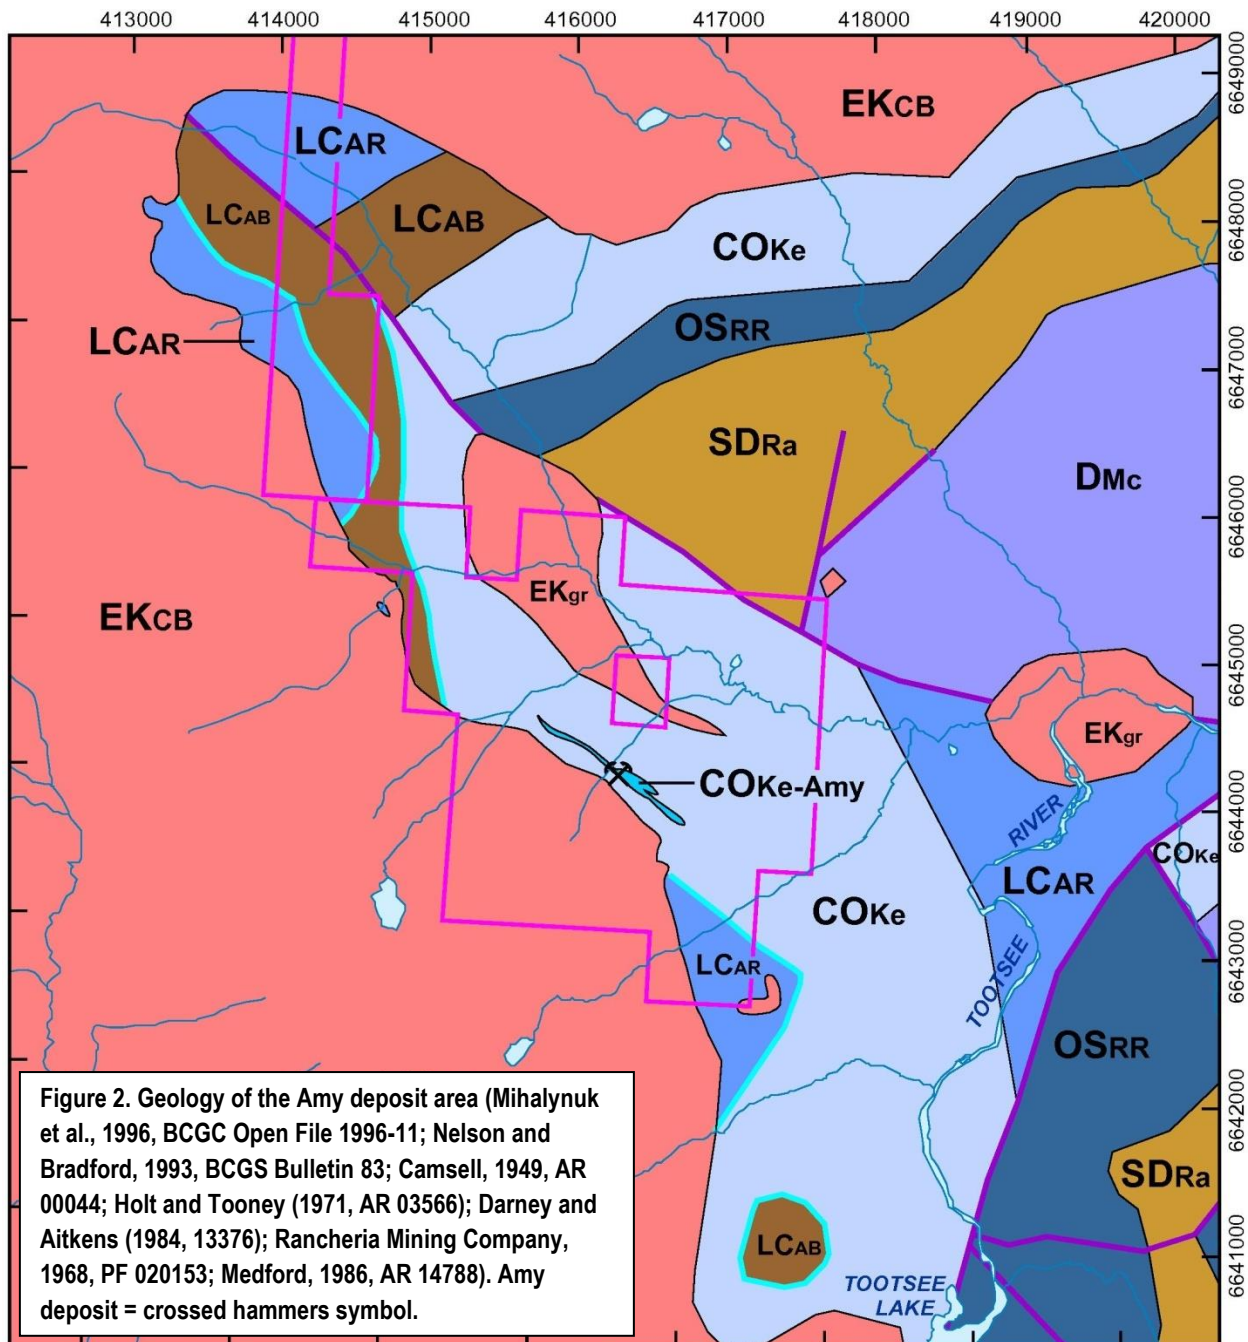 413000 414000 415000 416000 417000 418000 419000 420000
6649000
EKCB
LCAR
LCAB
LCAB
6648000
COKe
OSRR
LCAR
6647000
SDRa
DMc
6646000
EKgr
EKCB
6645000
EKgr
COKe-Amy
6644000
RIVER
COKe
LCAR
COKe
LCAR
6643000
TOOTSEE
OSRR
6642000
SDRa
LCAB
6641000
TOOTSEE
LAKE
Figure 2. Geology of the Amy deposit area (Mihalynuk
et al., 1996, BCGC Open File 1996-11; Nelson and
Bradford, 1993, BCGS Bulletin 83; Camsell, 1949, AR
00044; Holt and Tooney (1971, AR 03566); Darney and
Aitkens (1984, 13376); Rancheria Mining Company,
1968, PF 020153; Medford, 1986, AR 14788). Amy
deposit = crossed hammers symbol.